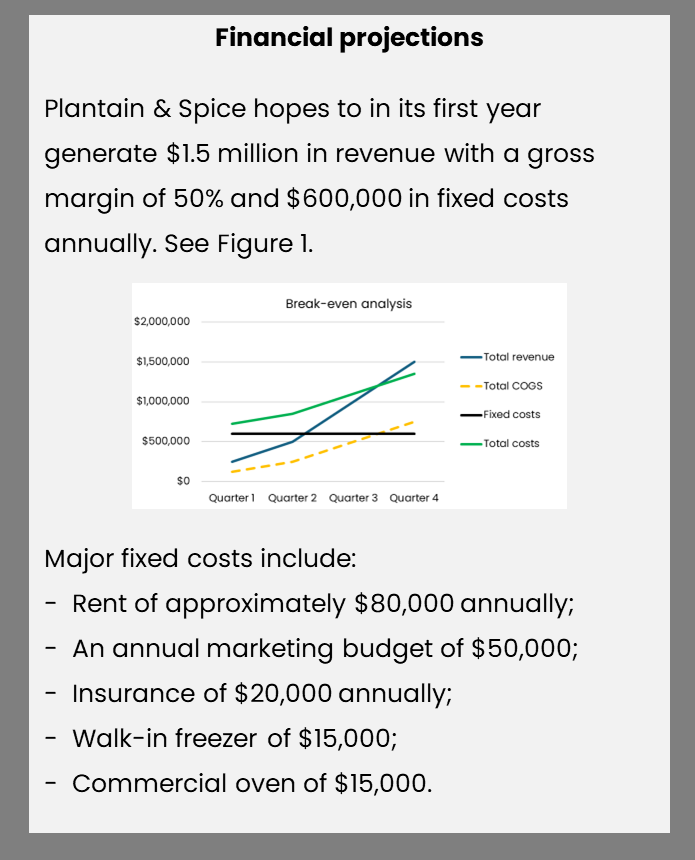 Financial projections
Plantain & Spice hopes to in its first year
generate $1.5 million in revenue with a gross
margin of 50% and $600,000 in fixed costs
annually. See Figure 1.
Break-even analysis
$2,000,000
$1,500,000
$1,000,000
$500,000
$0
Quarter 1 Quarter 2 Quarter 3 Quarter 4
Total revenue
Total COGS
Fixed costs
Total costs
Major fixed costs include:
- Rent of approximately $80,000 annually;
- An annual marketing budget of $50,000;
- Insurance of $20,000 annually;
- Walk-in freezer of $15,000;
- Commercial oven of $15,000.